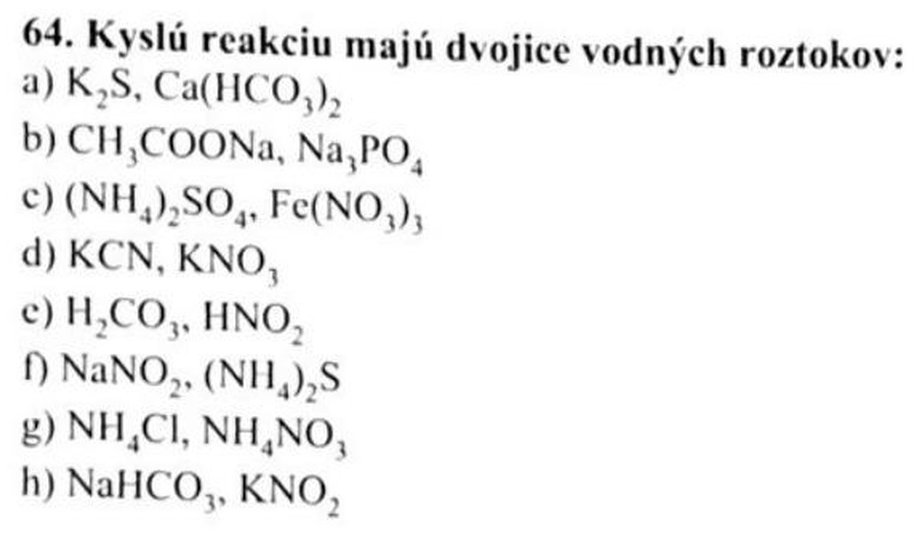 64. Kyslú reakciu majú dvojice vodných roztokov:
a) K₂S, Ca(HCO₃)₂
b) CH₃COONa, Na₃PO₄
c) (NH₄)₂SO₄, Fe(NO₃)₃
d) KCN, KNO₃
e) H₂CO₃, HNO₂
f) NaNO₂, (NH₄)₂S
g) NH₄Cl, NH₄NO₃
h) NaHCO₃, KNO₂